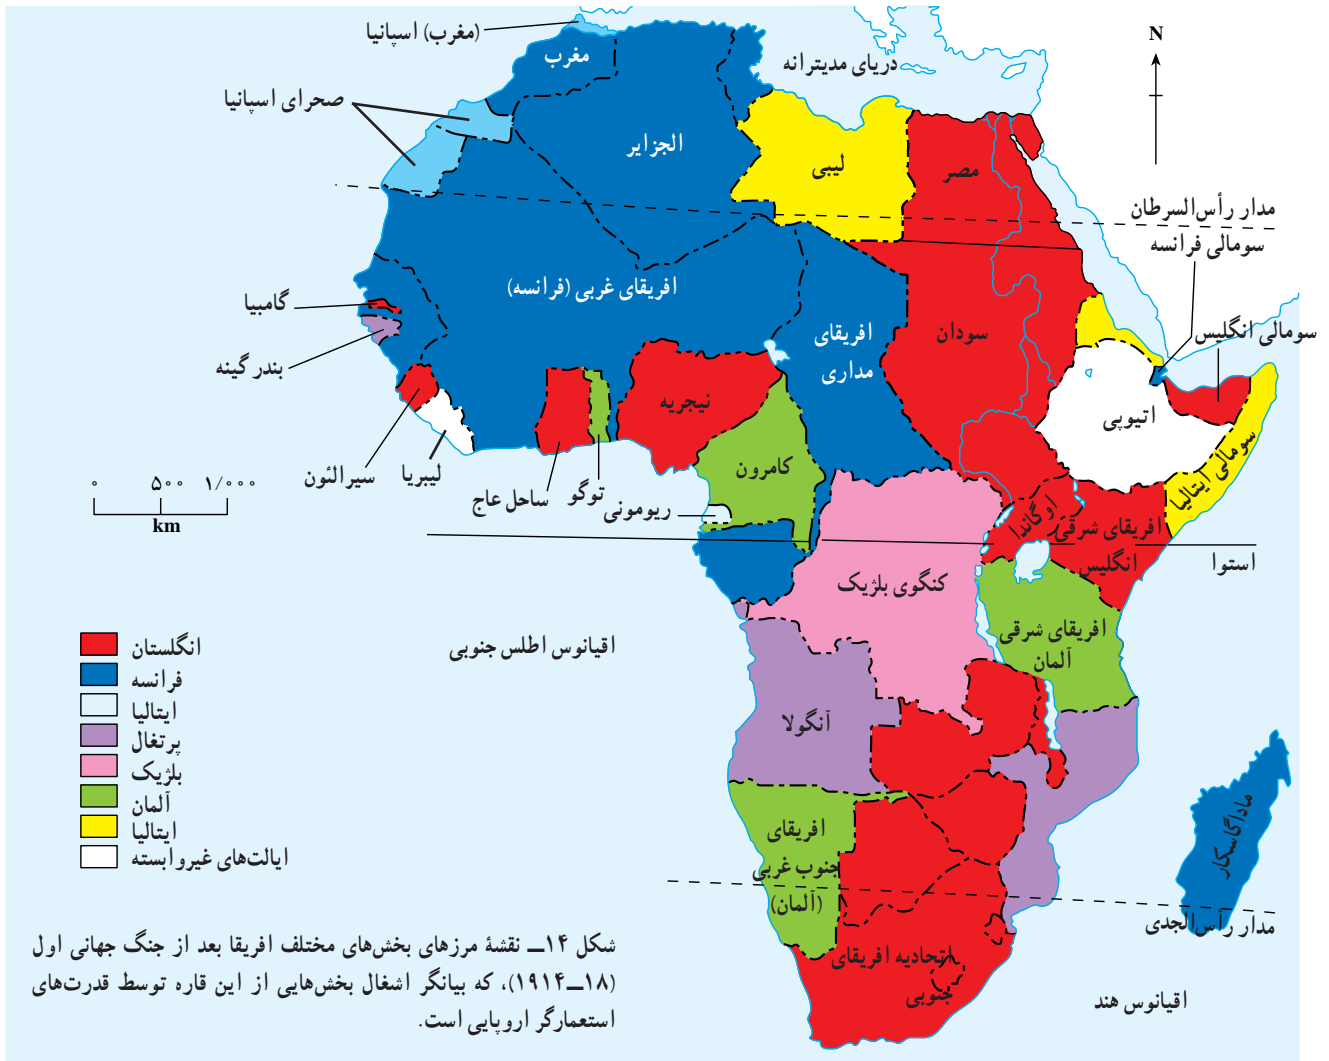 (مغرب) اسپانیا
مغرب
دریای مدیترانه
N
صحرای اسپانیا
الجزایر
لیبی
مصر
مدار رأس‌السرطان
سومالی فرانسه
گامبیا
افریقای غربی (فرانسه)
افریقای
مداری
سودان
سومالی انگلیس
بندر گینه
نیجریه
اتیوپی
سومالی ایتالیا
سیرالئون
لیبریا
ساحل عاج
توگو
کامرون
ریومونی
۰ ۵۰۰ ۱/۰۰۰
km
اوگاندا
افریقای شرقی
انگلیس
استوا
کنگوی بلژیک
افریقای شرقی
آلمان
اقیانوس اطلس جنوبی
انگلستان
فرانسه
ایتالیا
پرتغال
بلژیک
آلمان
ایتالیا
ایالت‌های غیروابسته
آنگولا
افریقای
جنوب غربی
(آلمان)
ماداگاسکار
مدار رأس‌الجدی
اتحادیه افریقای
جنوبی
اقیانوس هند
شکل ۱۴ــ نقشهٔ مرزهای بخش‌های مختلف افریقا بعد از جنگ جهانی اول
(۱۸ــ۱۹۱۴)، که بیانگر اشغال بخش‌هایی از این قاره توسط قدرت‌های
استعمارگر اروپایی است.